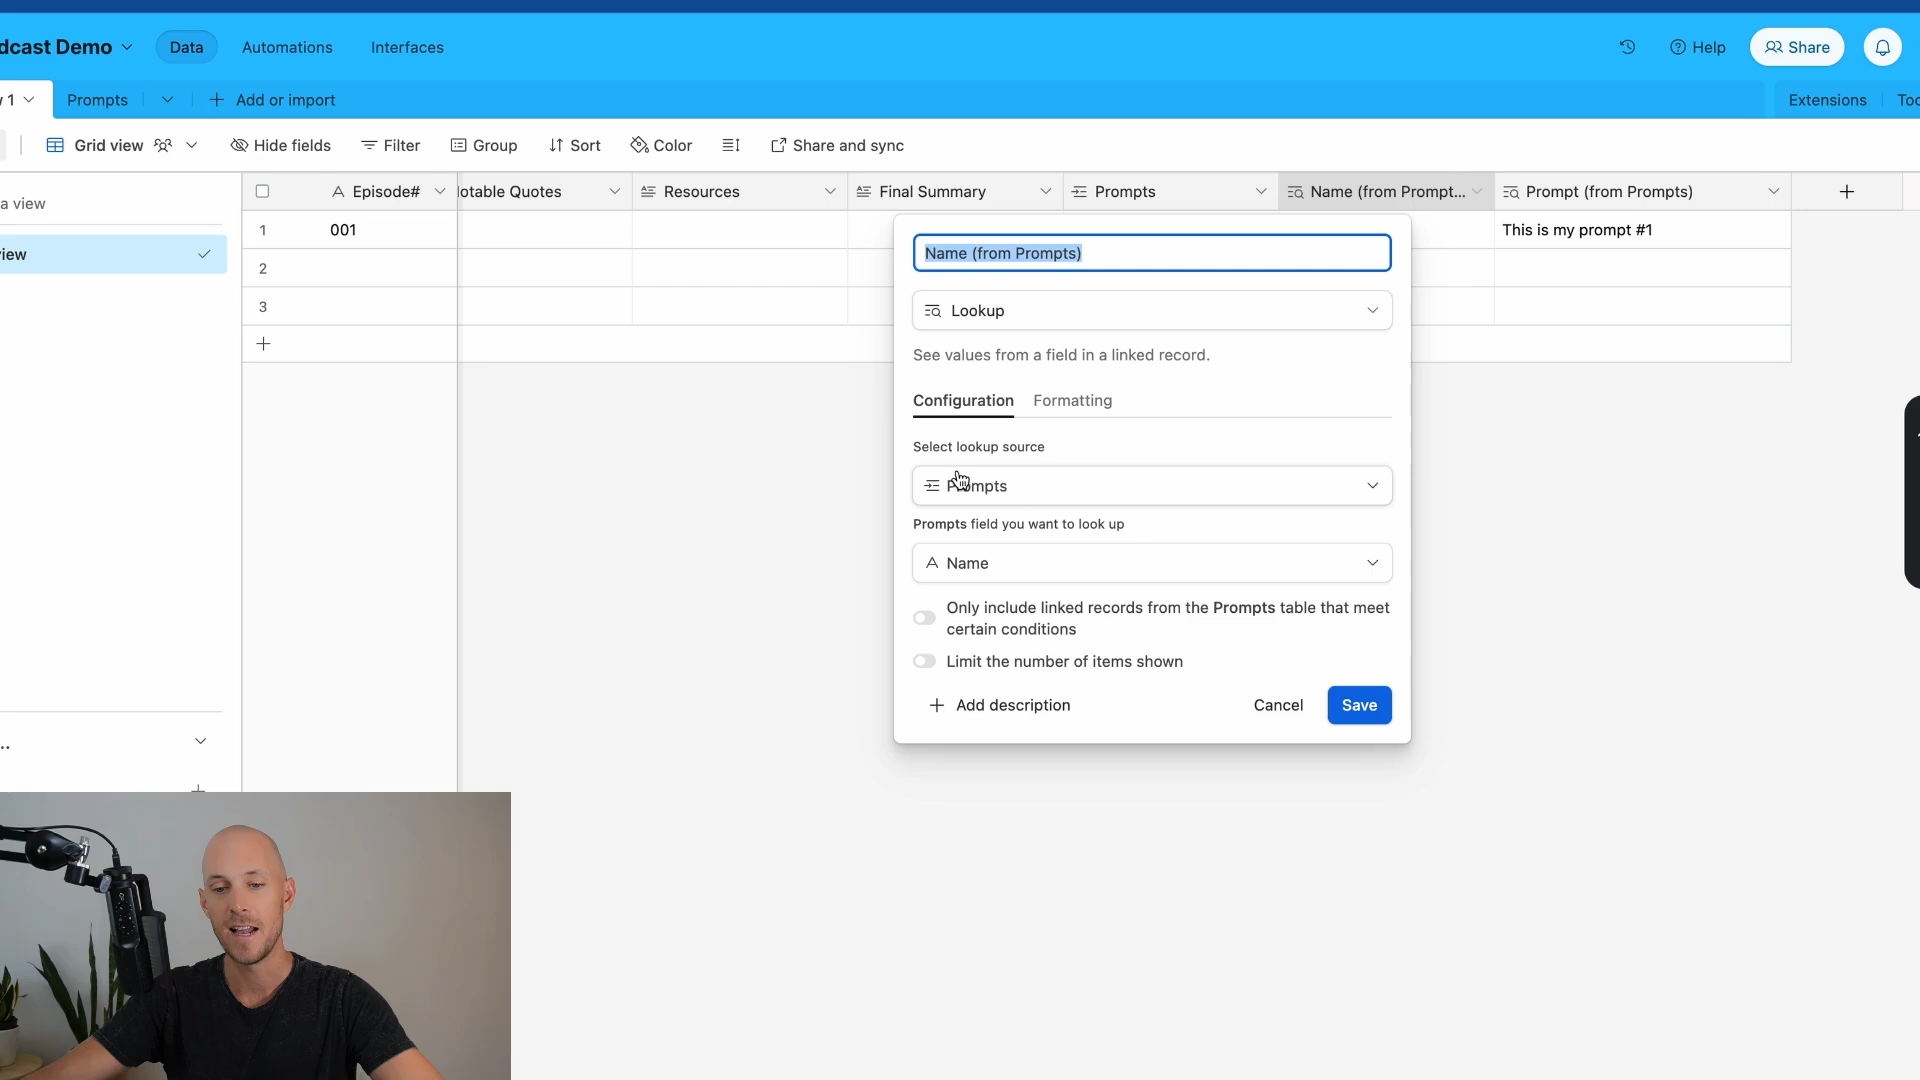 dcast Demo
Data
Automations
Interfaces
Help
Share
1
Prompts
Add or import
Extensions
Too
Grid view
Hide fields
Filter
Group
Sort
Color
Share and sync
a view
Episode#
lotable Quotes
Resources
Final Summary
Prompts
Name (from Prompt...
Prompt (from Prompts)
iew
1
001
This is my prompt #1
2
3
Name (from Prompts)
Lookup
See values from a field in a linked record.
Configuration
Formatting
Select lookup source
Prompts
Prompts field you want to look up
Name
Only include linked records from the Prompts table that meet
certain conditions
Limit the number of items shown
Add description
Cancel
Save
..